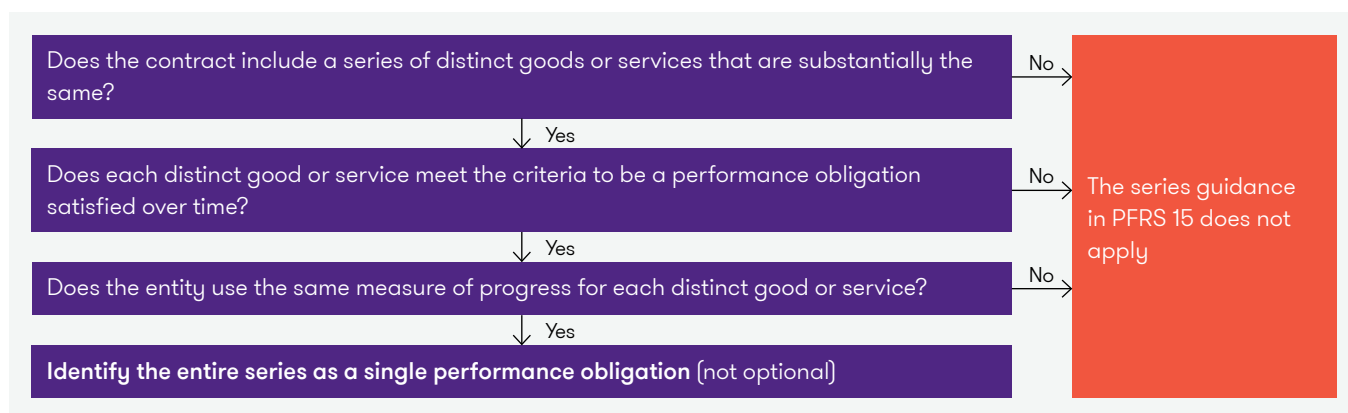 Does the contract include a series of distinct goods or services that are substantially the
same?
No
Yes
Does each distinct good or service meet the criteria to be a performance obligation
satisfied over time?
No
The series guidance
in PFRS 15 does not
apply
Yes
Does the entity use the same measure of progress for each distinct good or service?
No
Yes
Identify the entire series as a single performance obligation (not optional)